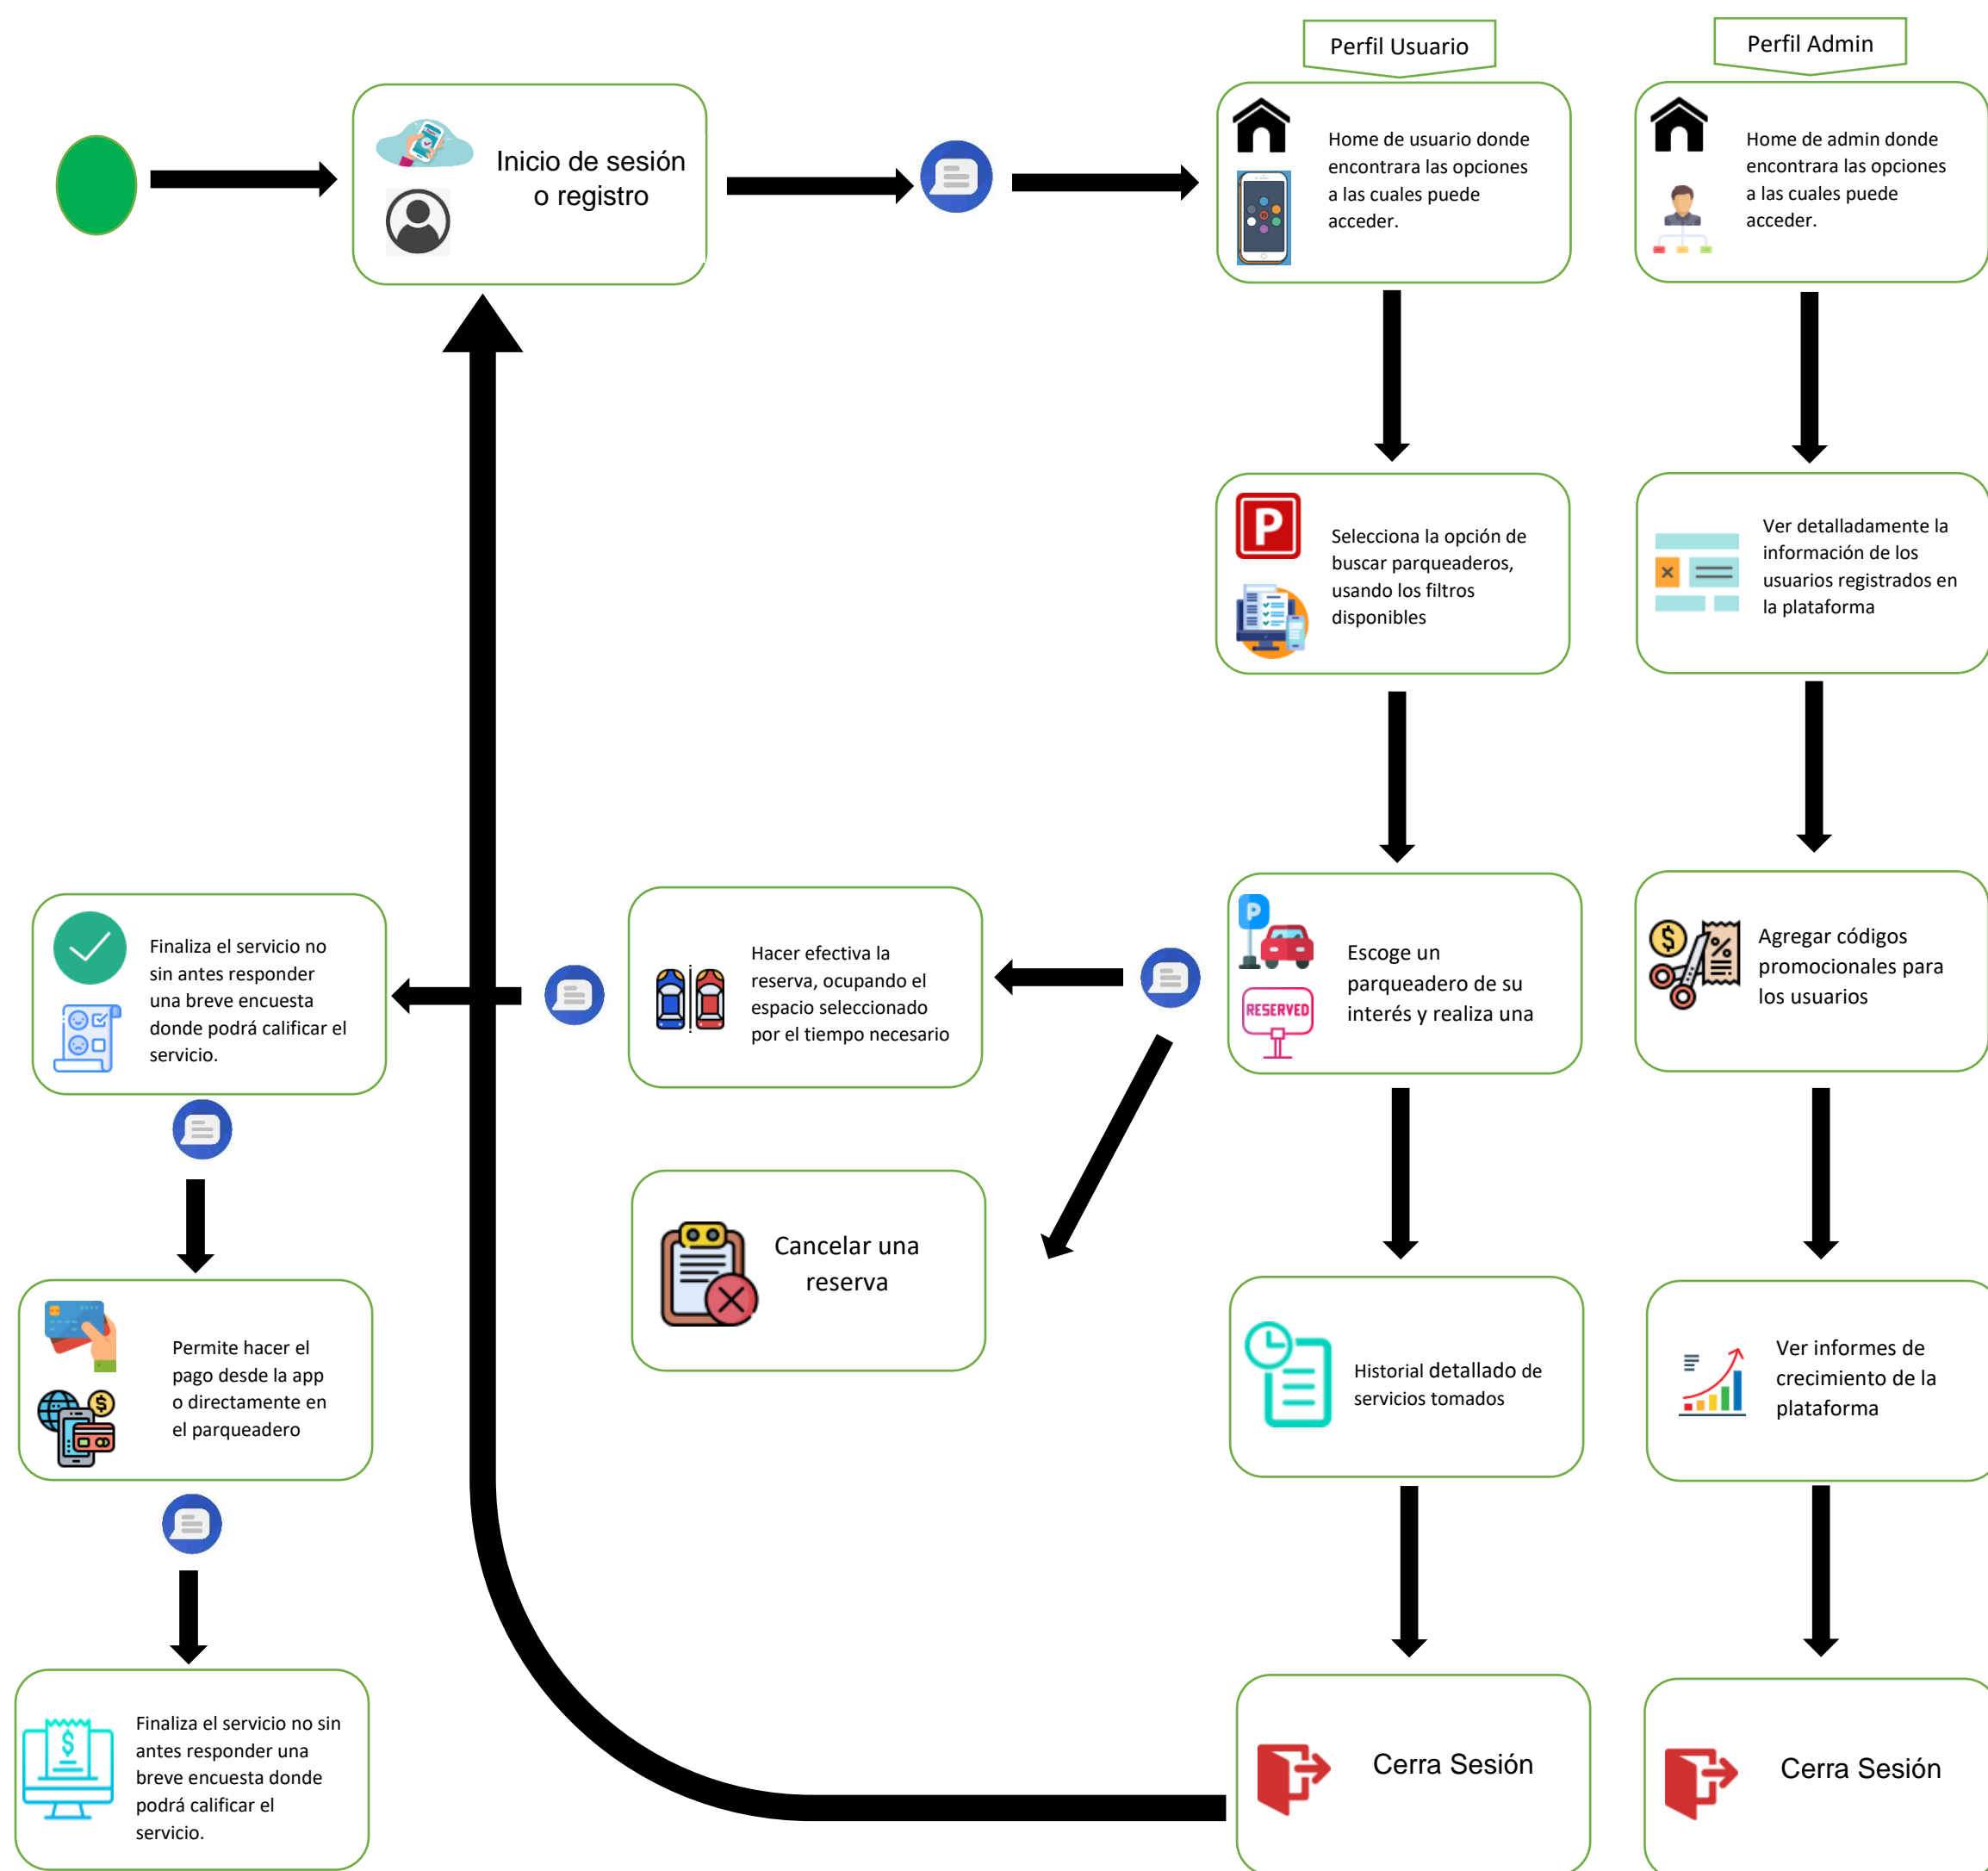 Perfil Usuario
Perfil Admin
Inicio de sesión
o registro
Home de usuario donde
encontrara las opciones
a las cuales puede
acceder.
Home de admin donde
encontrara las opciones
a las cuales puede
acceder.
P
Selecciona la opción de
buscar parqueaderos,
usando los filtros
disponibles
Ver detalladamente la
información de los
usuarios registrados en
la plataforma
Finaliza el servicio no
sin antes responder
una breve encuesta
donde podrá calificar el
servicio.
Hacer efectiva la
reserva, ocupando el
espacio seleccionado
por el tiempo necesario
P
RESERVED
Escoge un
parqueadero de su
interés y realiza una
$
%
Agregar códigos
promocionales para
los usuarios
Cancelar una
reserva
Permite hacer el
pago desde la app
o directamente en
el parqueadero
$
Historial detallado de
servicios tomados
Ver informes de
crecimiento de la
plataforma
$
Finaliza el servicio no sin
antes responder una
breve encuesta donde
podrá calificar el
servicio.
Cerra Sesión
Cerra Sesión